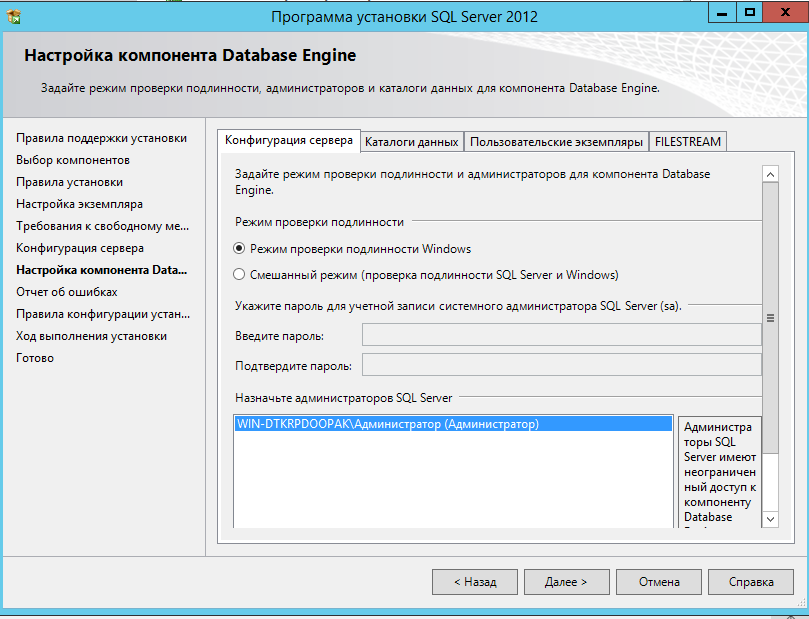 Программа установки SQL Server 2012
Настройка компонента Database Engine
Задайте режим проверки подлинности, администраторов и каталоги данных для компонента Database Engine.
Правила поддержки установки
Выбор компонентов
Правила установки
Настройка экземпляра
Требования к свободному ме...
Конфигурация сервера
Настройка компонента Data...
Отчет об ошибках
Правила конфигурации устан...
Ход выполнения установки
Готово
Конфигурация сервера
Каталоги данных
Пользовательские экземпляры
FILESTREAM
Задайте режим проверки подлинности и администраторов для компонента Database
Engine.
Режим проверки подлинности
Режим проверки подлинности Windows
Смешанный режим (проверка подлинности SQL Server и Windows)
Укажите пароль для учетной записи системного администратора SQL Server (sa).
Введите пароль:
Подтвердите пароль:
Назначьте администраторов SQL Server
WIN-DTKRPDOOPAK\Администратор (Администратор)
Администра
торы SQL
Server имеют
неограничен
ный доступ к
компоненту
Database
< Назад
Далее >
Отмена
Справка